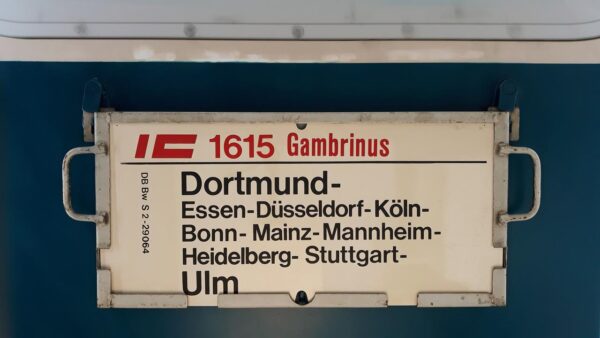 IC 1615 Gambrinus
DB Bw S 2-29064
Dortmund-
Essen-Düsseldorf-Köln-
Bonn- Mainz-Mannheim-
Heidelberg- Stuttgart-
Ulm